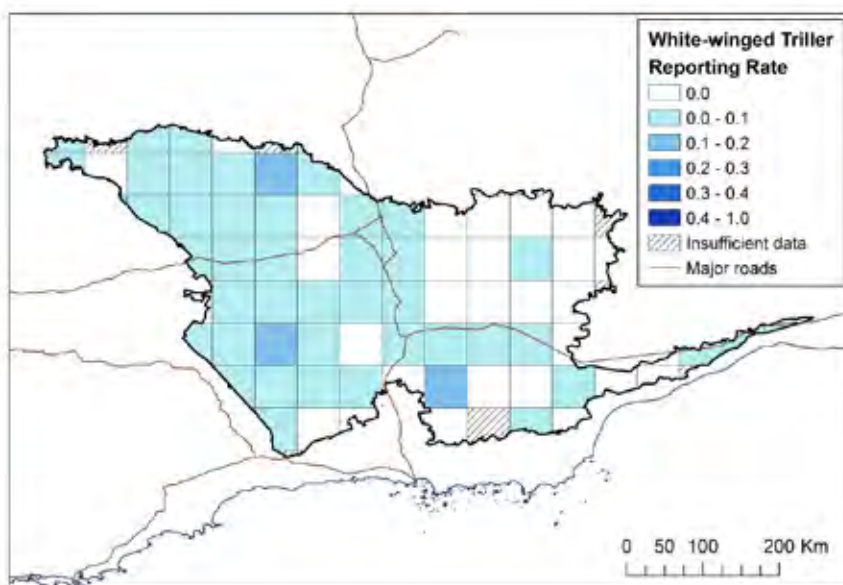 White-winged Triller
Reporting Rate
0.0
0.0 - 0.1
0.1 - 0.2
0.2 - 0.3
0.3 - 0.4
0.4 - 1.0
Insufficient data
Major roads
0 50 100 200 Km